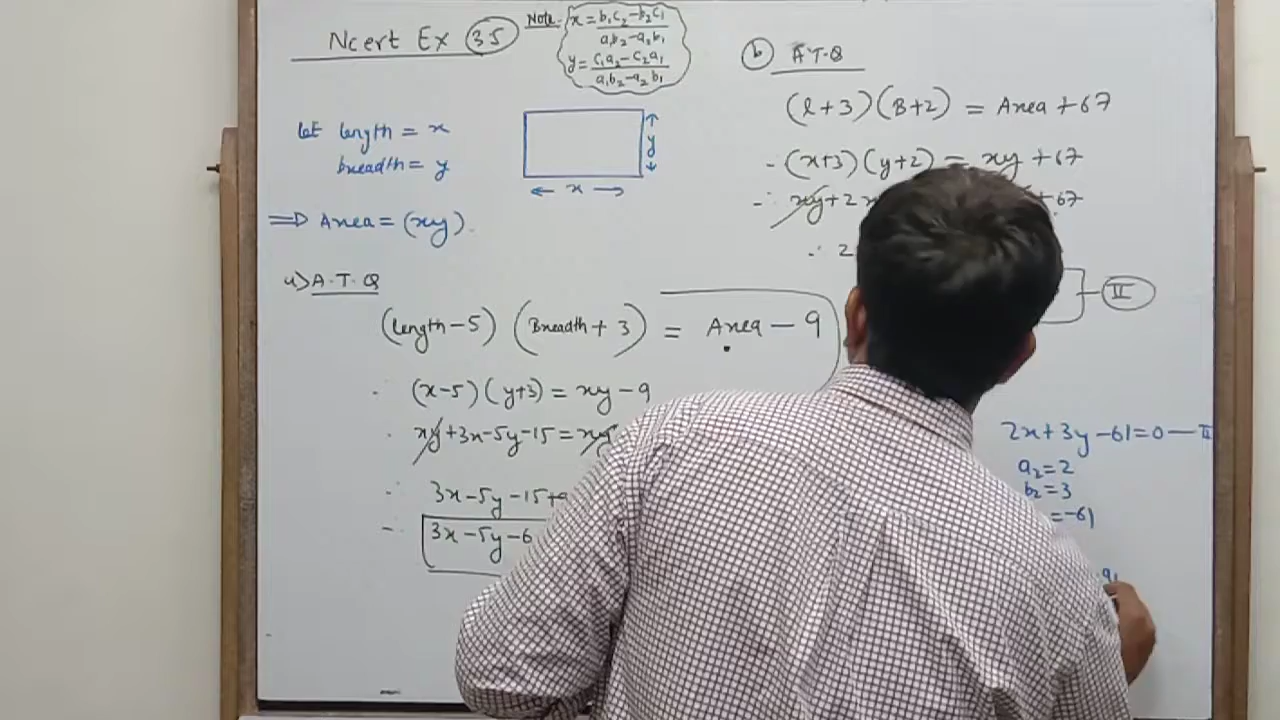 Ncert Ex 3.5
Note- x = b₁c₂-b₂c₁ / a₁b₂-a₂b₁
y = c₁a₂-c₂a₁ / a₁b₂-a₂b₁
let length = x
breadth = y
y
x
⇒ Area = (xy).
a) A.T.Q
(length-5) (Breadth+3) = Area - 9
∴ (x-5)(y+3) = xy-9
∴ xy+3x-5y-15 = xy
∴ 3x-5y-15+9
∴ 3x-5y-6
b A.T.Q
(l+3)(B+2) = Area+67
∴ (x+3)(y+2) = xy+67
∴ xy+2x +67
∴ 2
II
2x+3y-61=0-II
a₂=2
b₂=3
=-61
a₁